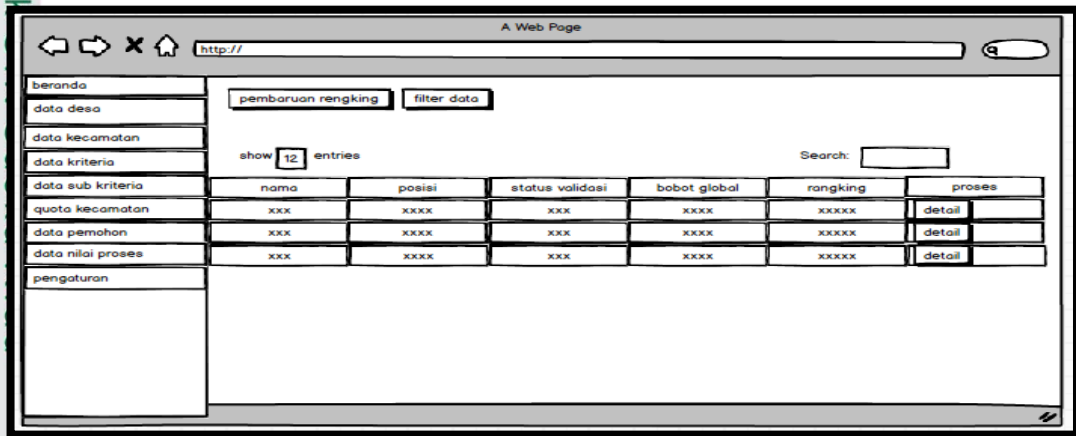 A Web Page
http://
beranda
data desa
data kecamatan
data kriteria
data sub kriteria
quota kecamatan
data pemohon
data nilai proses
pengaturan
pembaruan rengking filter data
show 12 entries Search:
nama posisi status validasi bobot global rangking proses
xxx xxxx xxx xxxx xxxxx detail
xxx xxxx xxx xxxx xxxxx detail
xxx xxxx xxx xxxx xxxxx detail